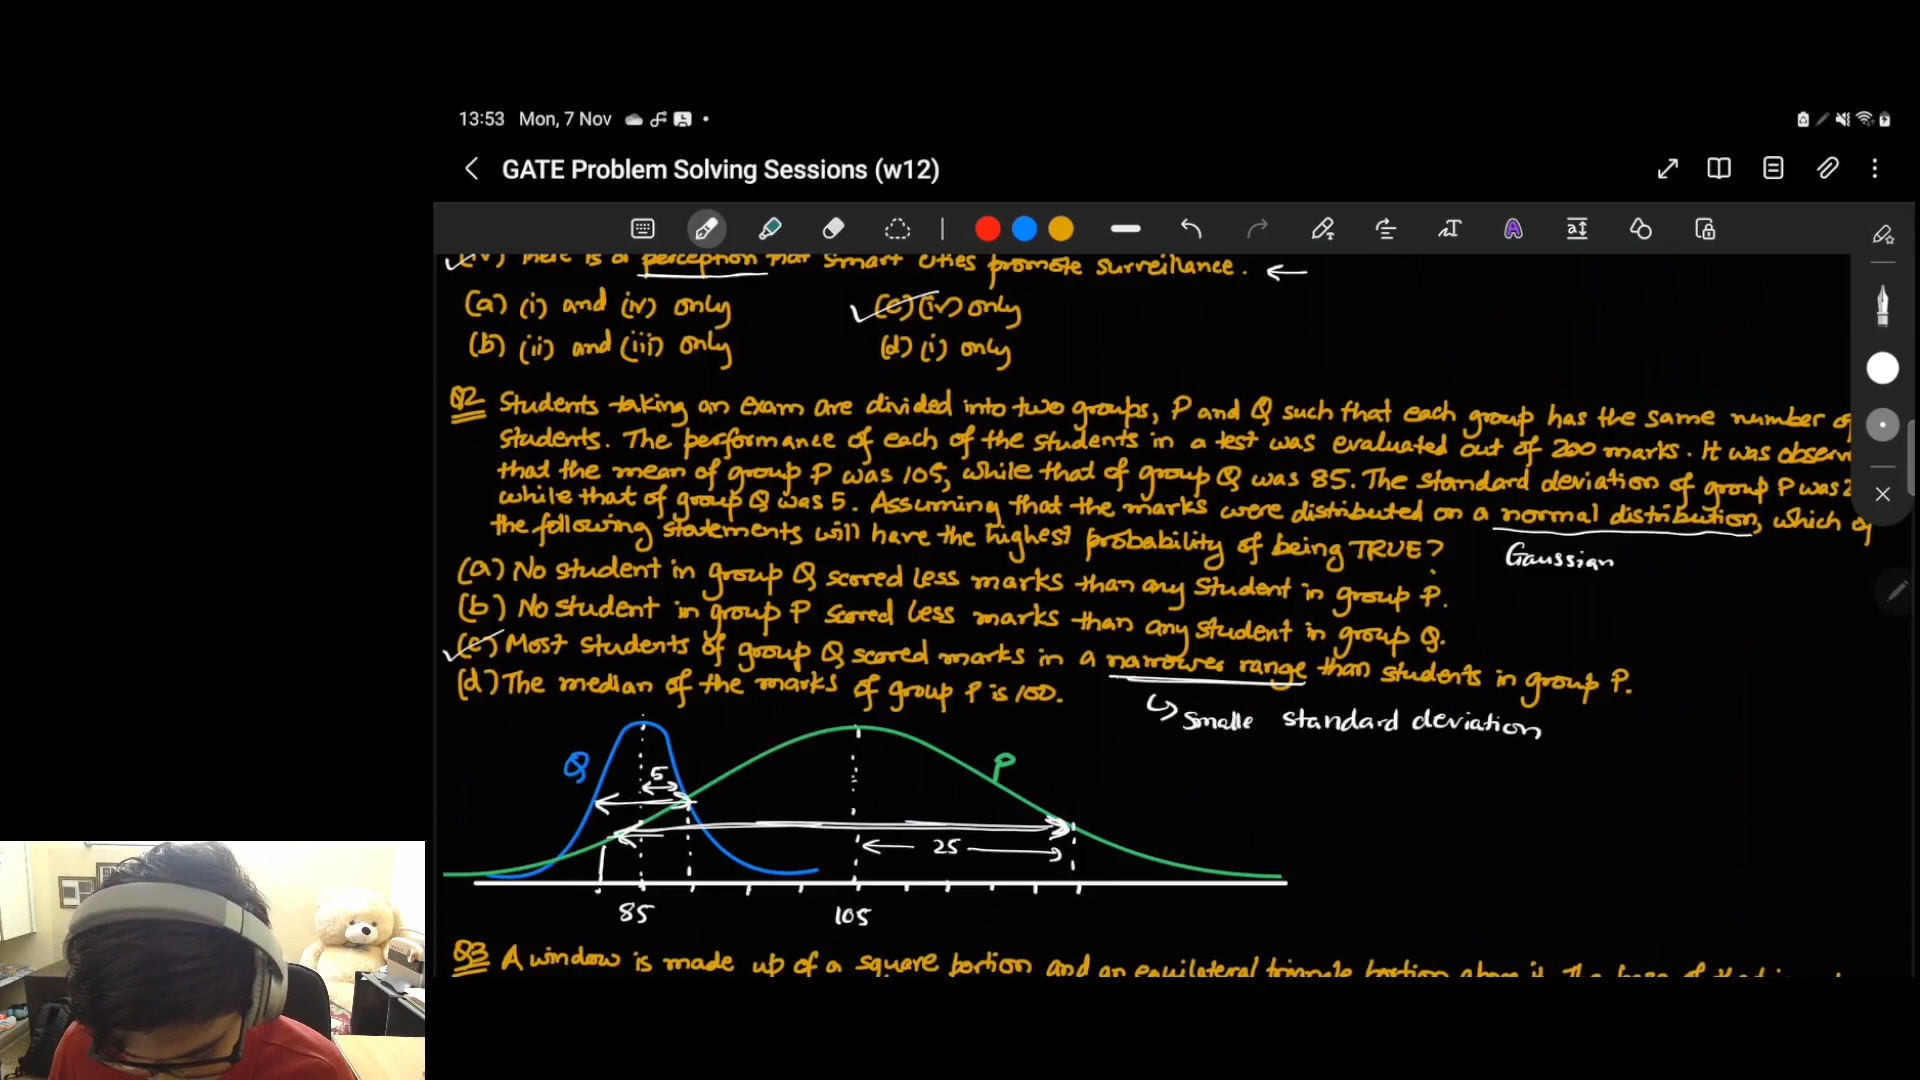 13:53 Mon, 7 Nov
GATE Problem Solving Sessions (w12)
perception that smart cities promote surveillance. ←
(a) (i) and (iv) only
(c) (iv) only
(b) (ii) and (iii) only
(d) (i) only
Q2 Students taking an exam are divided into two groups, P and Q such that each group has the same number of
students. The performance of each of the students in a test was evaluated out of 200 marks. It was observ
that the mean of group P was 105, while that of group Q was 85. The standard deviation of group P was 2
while that of group Q was 5. Assuming that the marks were distributed on a normal distribution, which of
the following statements will have the highest probability of being TRUE?
Gaussian
(a) No student in group Q scored less marks than any student in group P.
(b) No student in group P scored less marks than any student in group Q.
(c) Most students of group Q scored marks in a narrower range than students in group P.
(d) The median of the marks of group P is 100.
Smalle standard deviation
Q
5
P
25
85
105
Q3 A window is made up of a square portion and an equilateral triangle portion above it. The base of